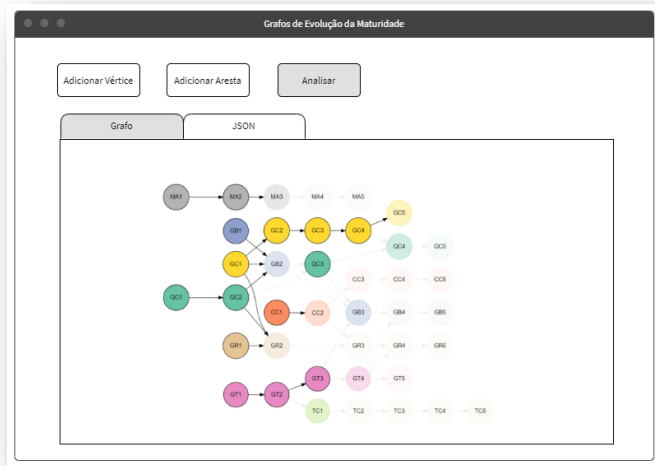 Grafos de Evolução da Maturidade
Adicionar Vértice
Adicionar Aresta
Analisar
Grafo
JSON
MA1 MA2 MA3 MA4 MA5
GC5
GB1 GC2 GC3 GC4
QC4 QC5
GC1 GB2 QC3
CC3 CC4 CC5
QC1 QC2
CC1 CC2 GB3 GB4 GB5
GR1 GR2 GR3 GR4 GR5
GT3 GT4 GT5
GT1 GT2
TC1 TC2 TC3 TC4 TC5